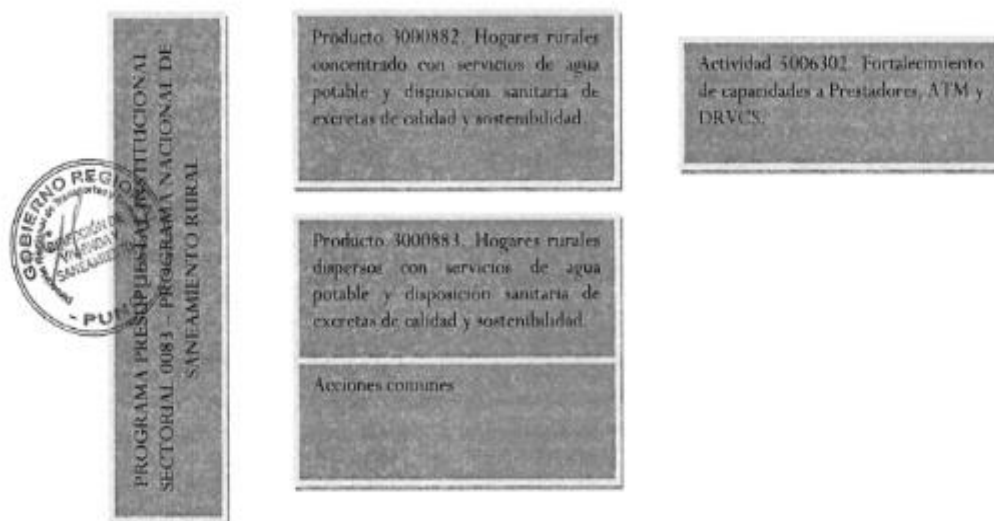 PROGRAMA PRESUPUESTAL INSTITUCIONAL
SECTORIAL 0083 - PROGRAMA NACIONAL DE
SANEAMIENTO RURAL
Producto 3000882. Hogares rurales
concentrado con servicios de agua
potable y disposición sanitaria de
excretas de calidad y sostenibilidad.
Producto 3000883. Hogares rurales
dispersos con servicios de agua
potable y disposición sanitaria de
excretas de calidad y sostenibilidad.
Acciones comunes
Actividad 5006302. Fortalecimiento
de capacidades a Prestadores, ATM y
DRVCS.
GOBIERNO REGIONAL
DIRECCIÓN DE
VIVIENDA Y
SANEAMIENTO
- PUN